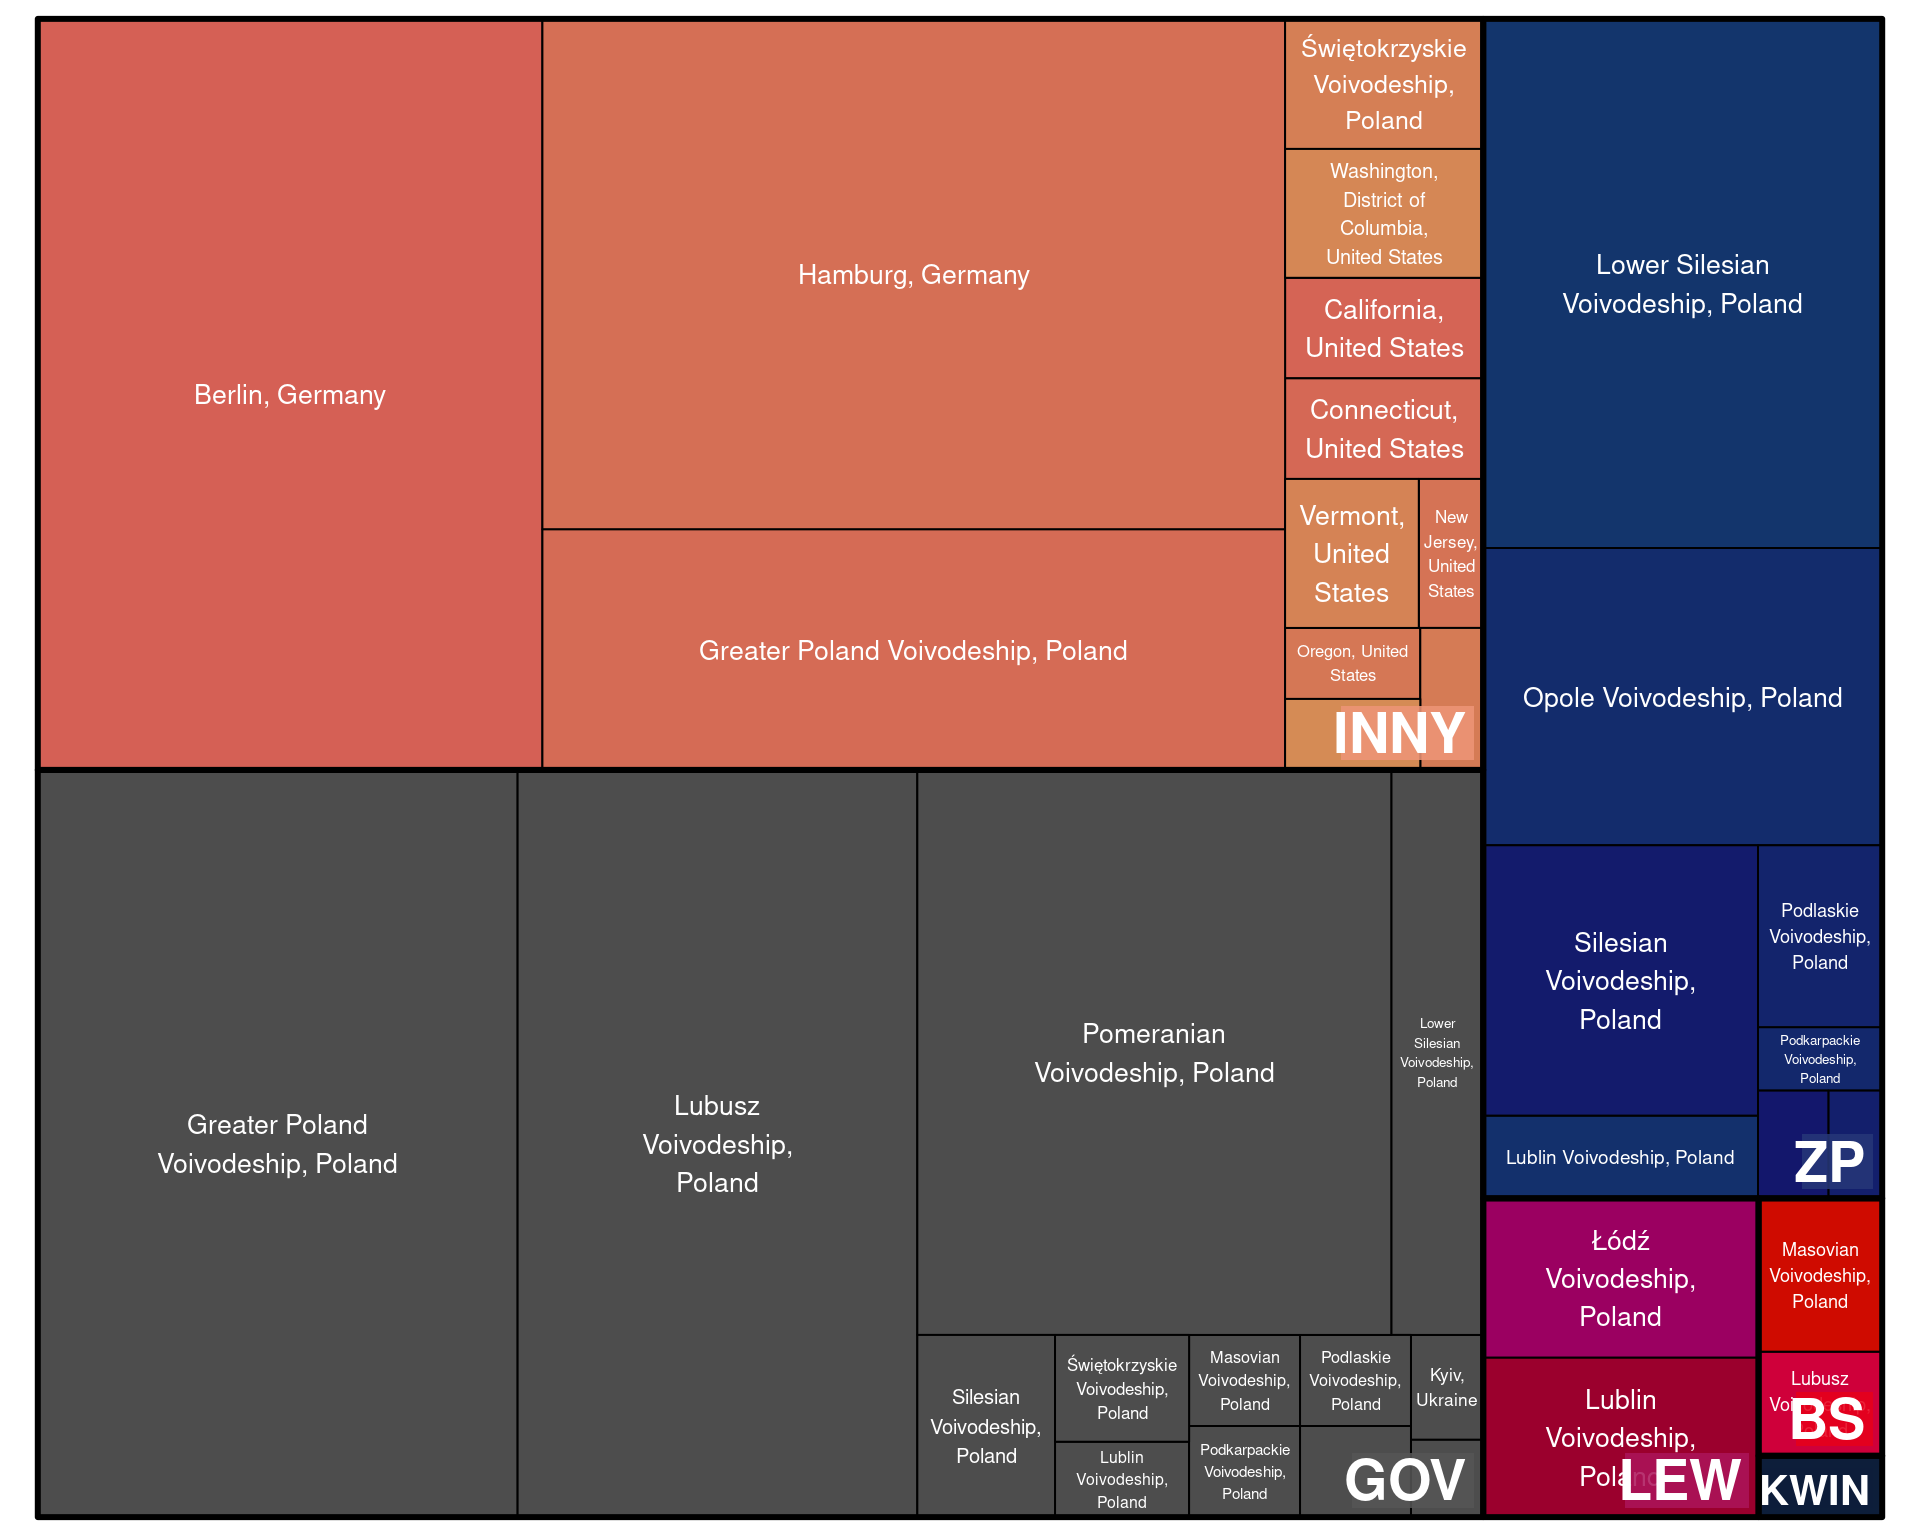 Berlin, Germany
Hamburg, Germany
Greater Poland Voivodeship, Poland
Świętokrzyskie
Voivodeship,
Poland
Washington,
District of
Columbia,
United States
California,
United States
Connecticut,
United States
Vermont,
United
States
New
Jersey,
United
States
Oregon, United
States
INNY
Greater Poland
Voivodeship, Poland
Lubusz
Voivodeship,
Poland
Pomeranian
Voivodeship, Poland
Lower
Silesian
Voivodeship,
Poland
Silesian
Voivodeship,
Poland
Świętokrzyskie
Voivodeship,
Poland
Lublin
Voivodeship,
Poland
Masovian
Voivodeship,
Poland
Podkarpackie
Voivodeship,
Poland
Podlaskie
Voivodeship,
Poland
Kyiv,
Ukraine
GOV
Lower Silesian
Voivodeship, Poland
Opole Voivodeship, Poland
Silesian
Voivodeship,
Poland
Podlaskie
Voivodeship,
Poland
Podkarpackie
Voivodeship,
Poland
Lublin Voivodeship, Poland
ZP
Łódź
Voivodeship,
Poland
Lublin
Voivodeship,
Poland
LEW
Masovian
Voivodeship,
Poland
Lubusz
BS
KWIN